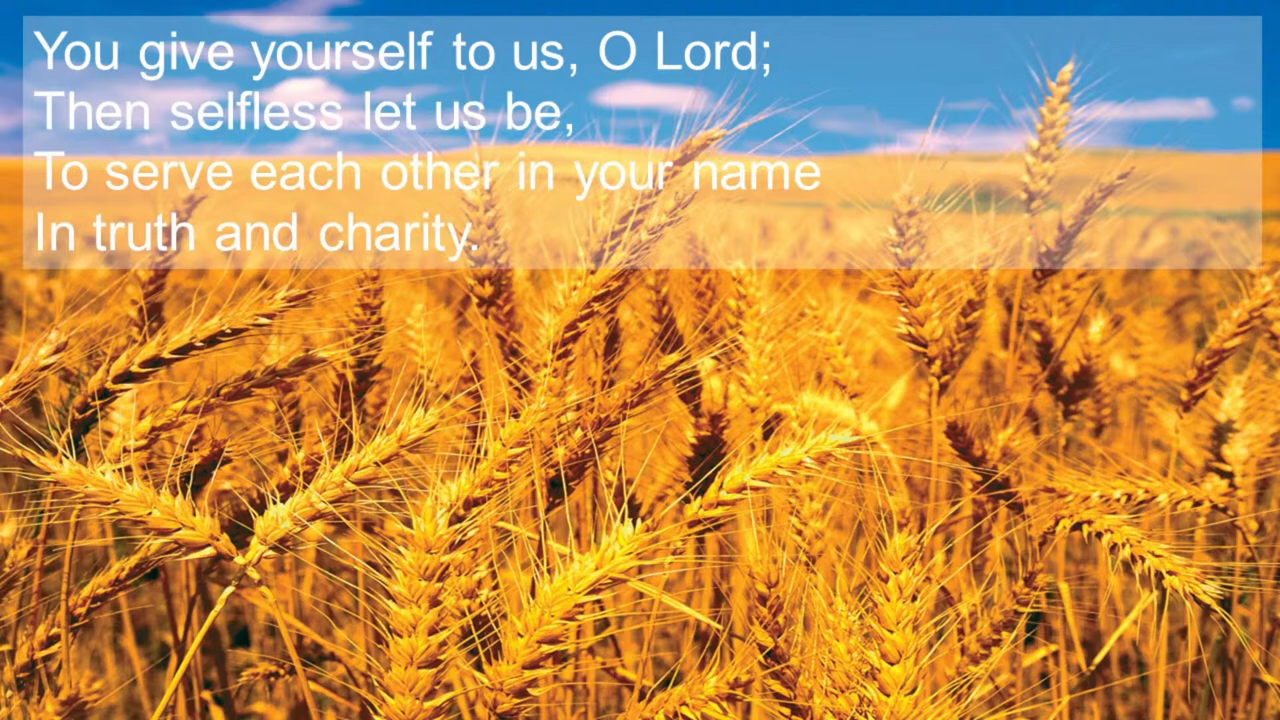 You give yourself to us, O Lord;
Then selfless let us be,
To serve each other in your name
In truth and charity.